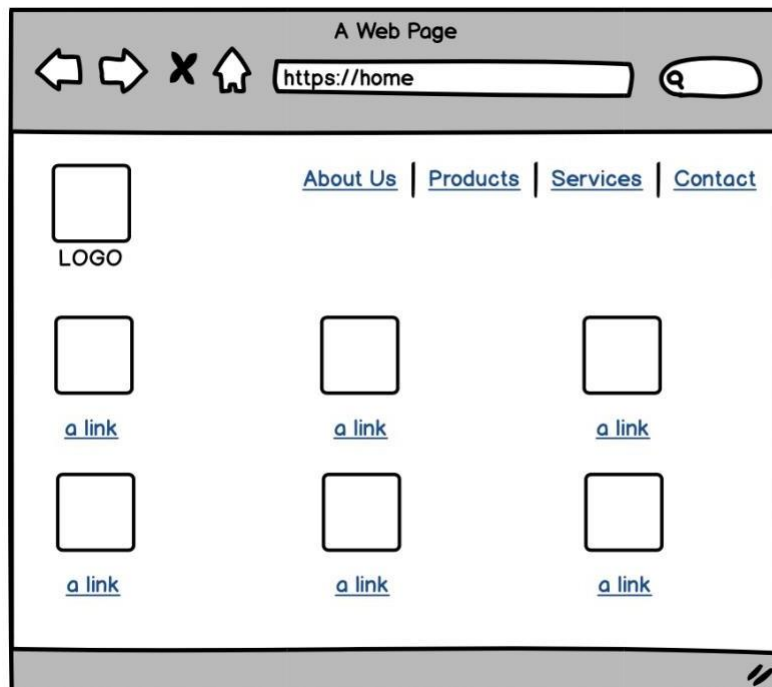 A Web Page
https://home
About Us | Products | Services | Contact
LOGO
a link a link a link
a link a link a link